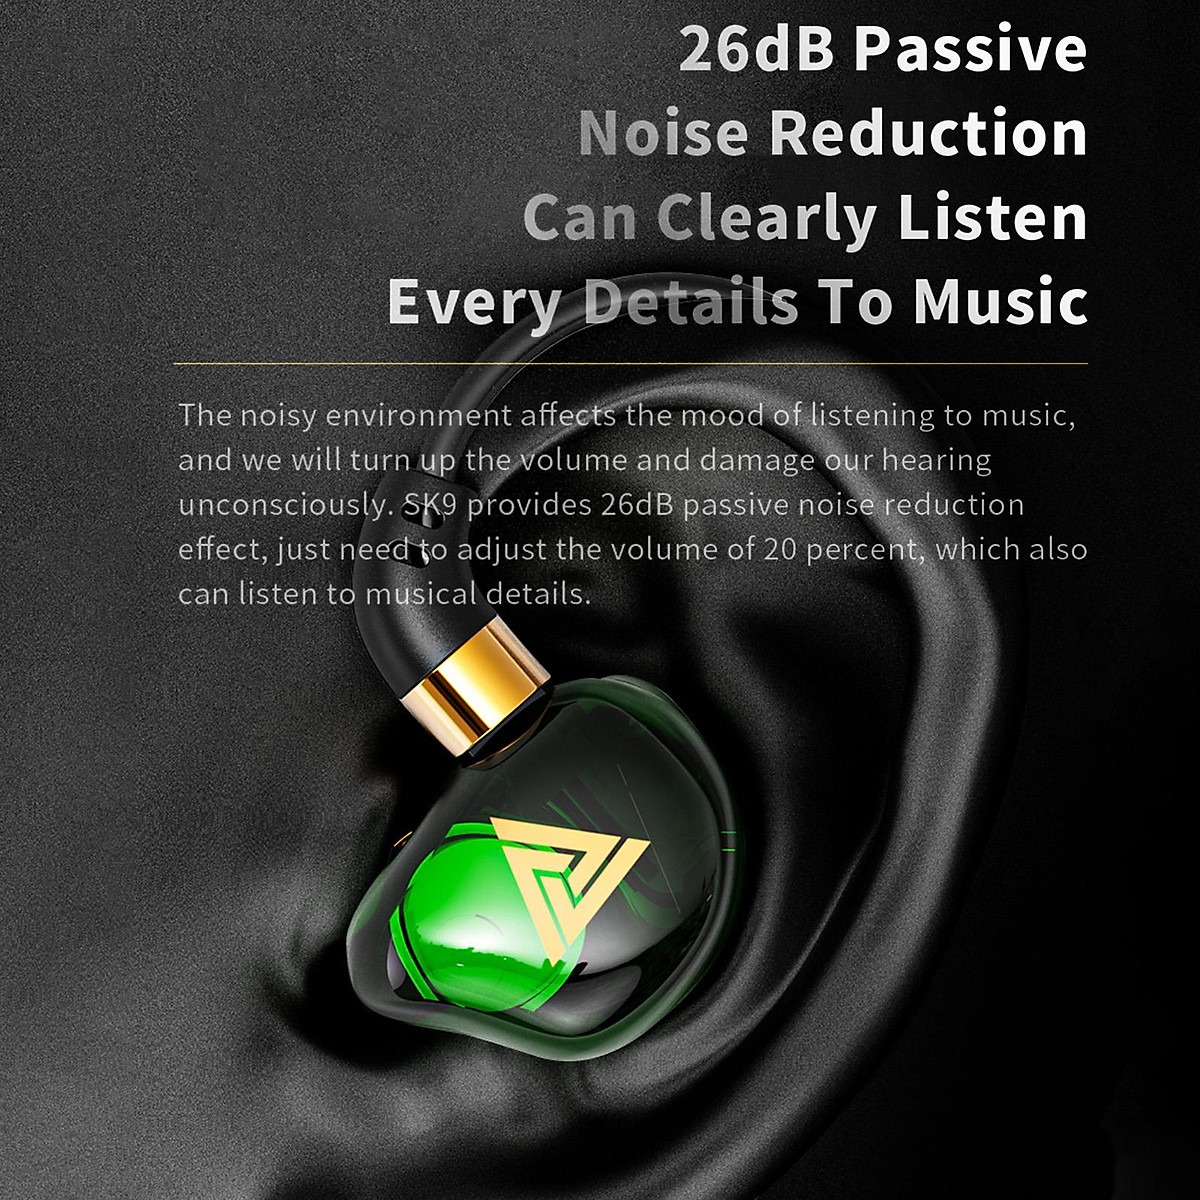 26dB Passive
Noise Reduction
Can Clearly Listen
Every Details To Music
The noisy environment affects the mood of listening to music,
and we will turn up the volume and damage our hearing
unconsciously. SK9 provides 26dB passive noise reduction
effect, just need to adjust the volume of 20 percent, which also
can listen to musical details.